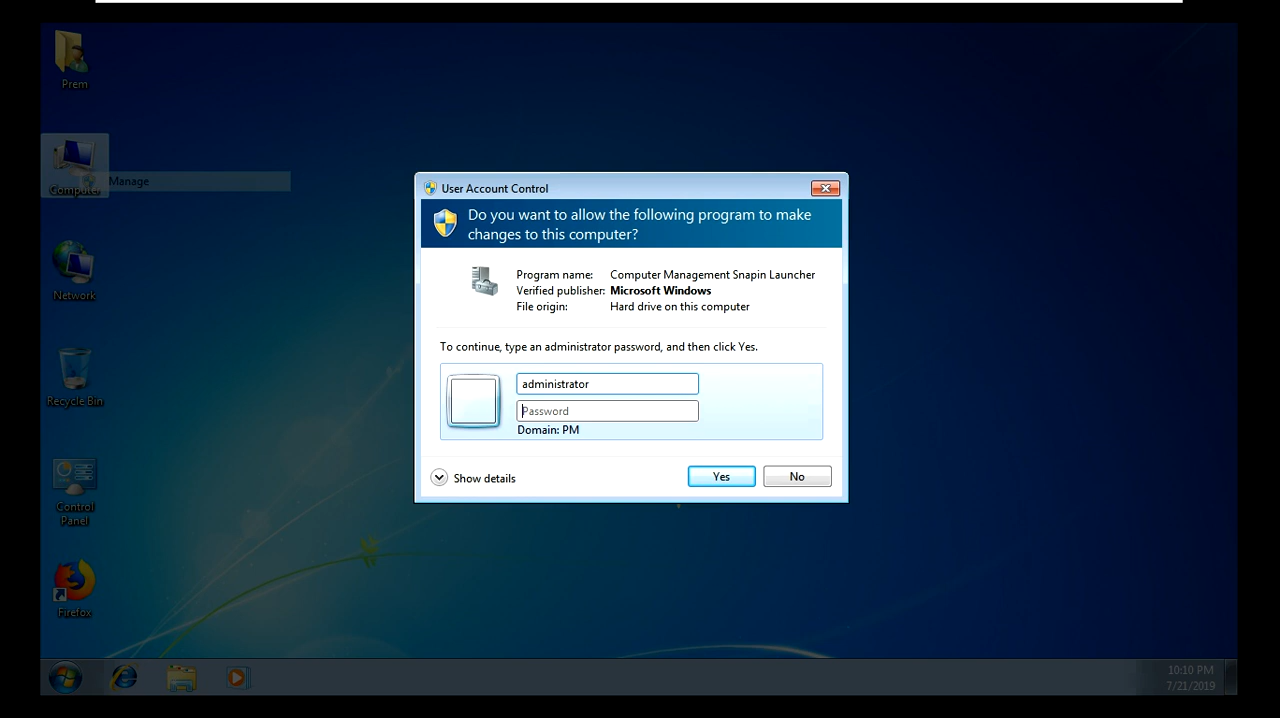 Prem
Computer
Manage
Network
Recycle Bin
Control
Panel
Firefox
User Account Control
Do you want to allow the following program to make
changes to this computer?
Program name: Computer Management Snapin Launcher
Verified publisher: Microsoft Windows
File origin: Hard drive on this computer
To continue, type an administrator password, and then click Yes.
administrator
Password
Domain: PM
Show details
Yes
No
10:10 PM
7/21/2019